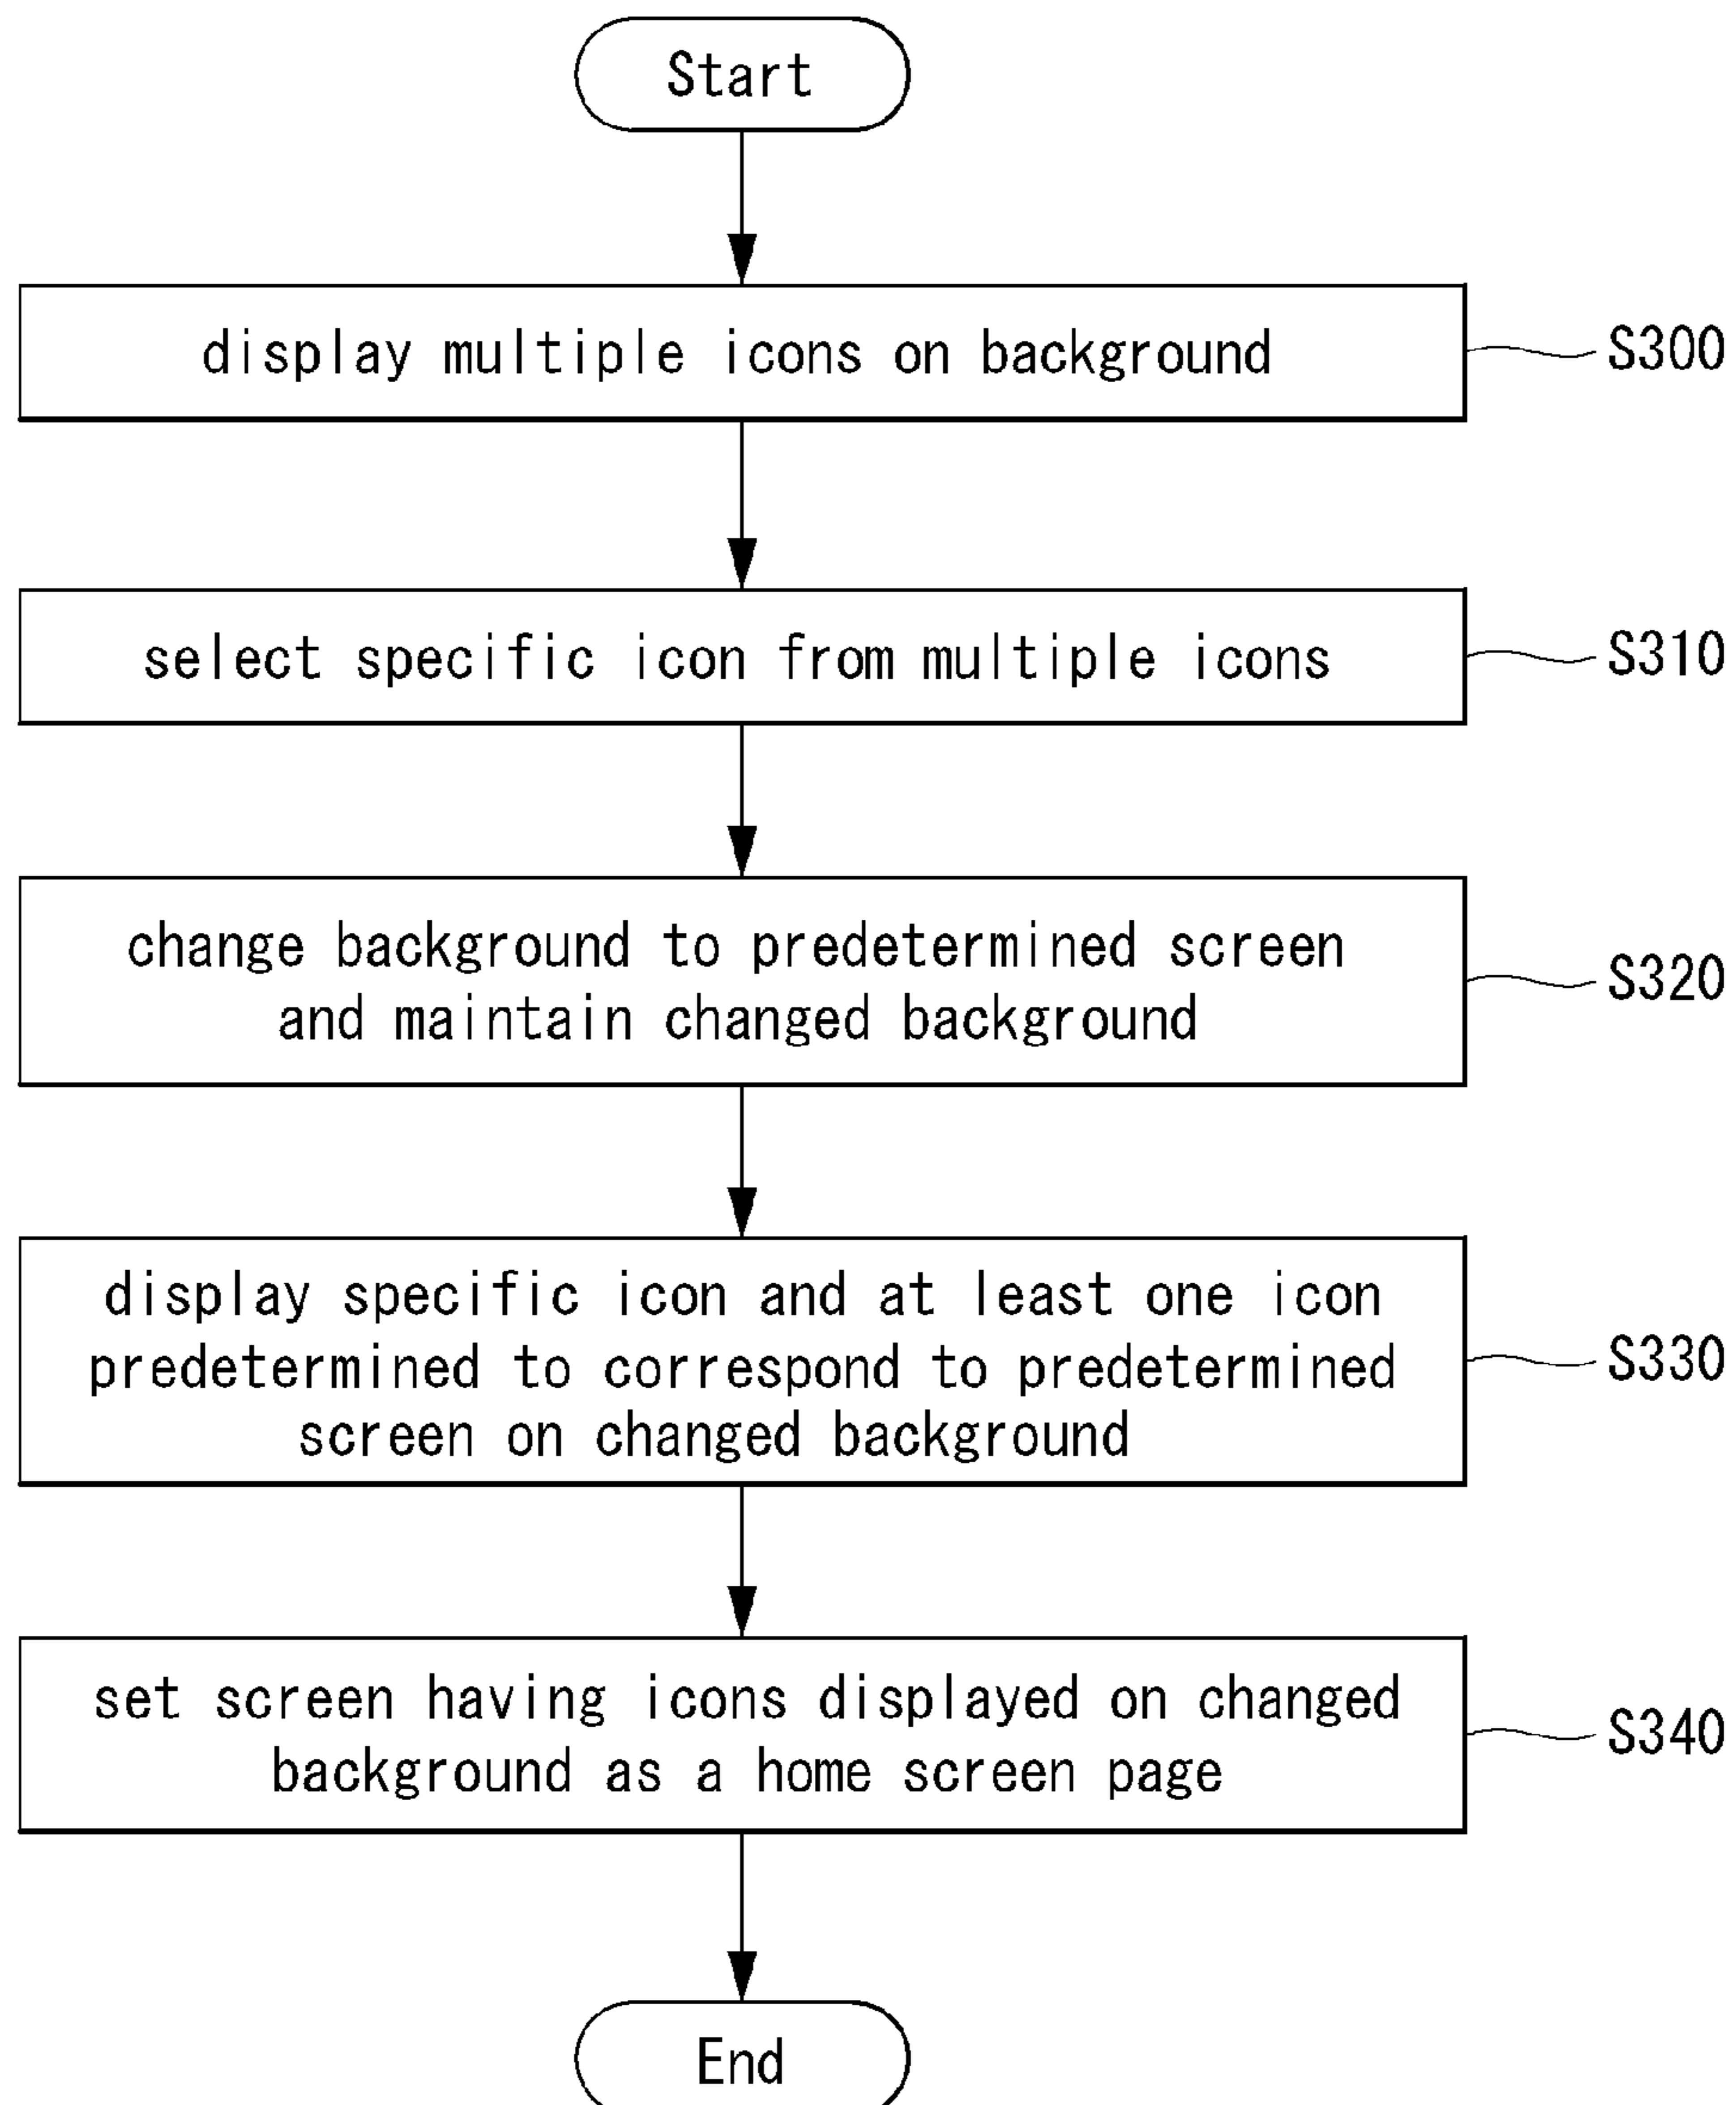 Start
display multiple icons on background
S300
select specific icon from multiple icons
S310
change background to predetermined screen
and maintain changed background
S320
display specific icon and at least one icon
predetermined to correspond to predetermined
screen on changed background
S330
set screen having icons displayed on changed
background as a home screen page
S340
End